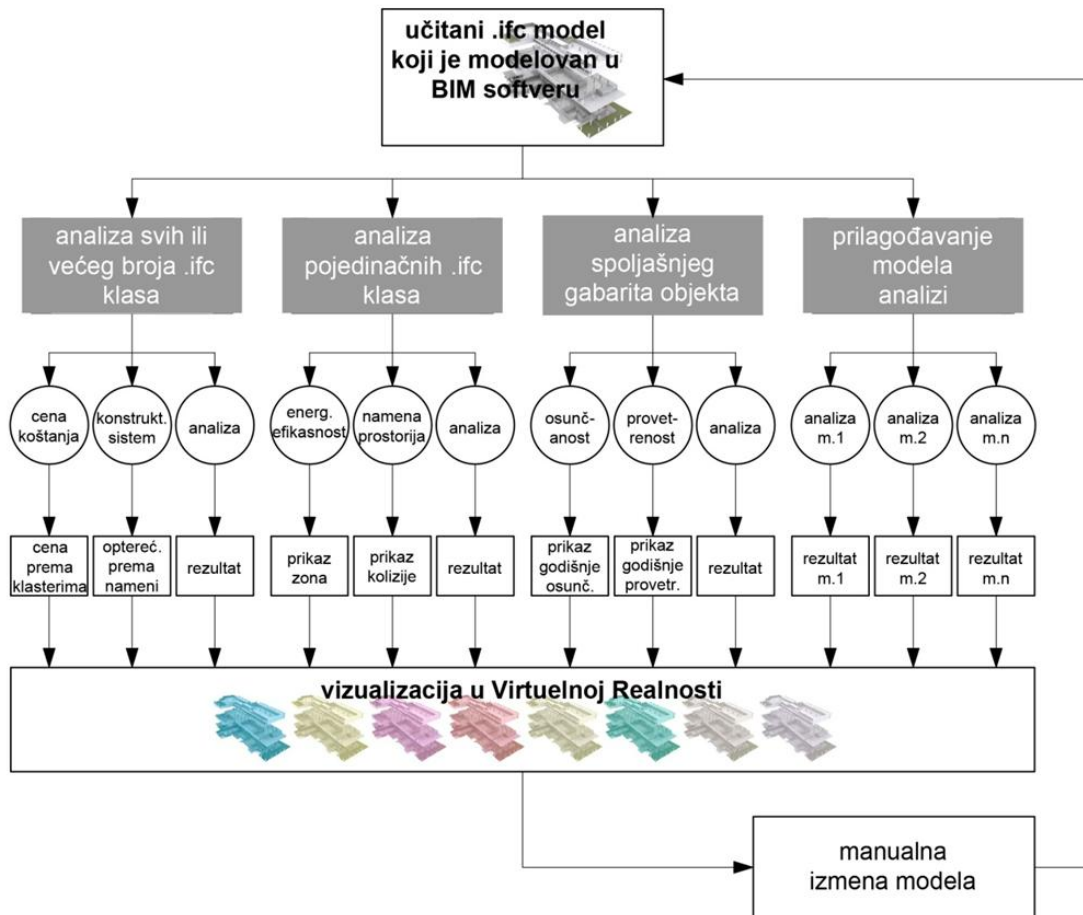 učitani .ifc model
koji je modelovan u
BIM softveru
analiza svih ili
većeg broja .ifc
klasa
analiza
pojedinačnih .ifc
klasa
analiza
spoljašnjeg
gabarita objekta
prilagođavanje
modela
analizi
cena
koštanja
konstrukt.
sistem
analiza
energ.
efikasnost
namena
prostorija
analiza
osunč-
anost
provet-
renost
analiza
analiza
m.1
analiza
m.2
analiza
m.n
cena
prema
klasterima
ptereć.
prema
nameni
rezultat
prikaz
zona
prikaz
kolizije
rezultat
prikaz
godišnje
osunč.
prikaz
godišnje
provetr.
rezultat
rezultat
m.1
rezultat
m.2
rezultat
m.n
vizualizacija u Virtuelnoj Realnosti
manualna
izmena modela